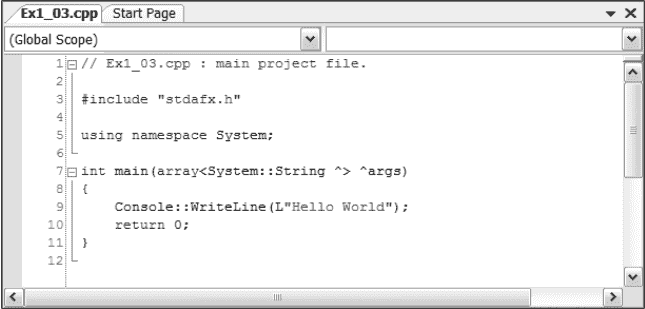 Ex1_03.cpp Start Page
(Global Scope)
1 // Ex1_03.cpp : main project file.
2
3 #include "stdafx.h"
4
5 using namespace System;
6
7 int main(array<System::String ^> ^args)
8 {
9     Console::WriteLine(L"Hello World");
10     return 0;
11 }
12